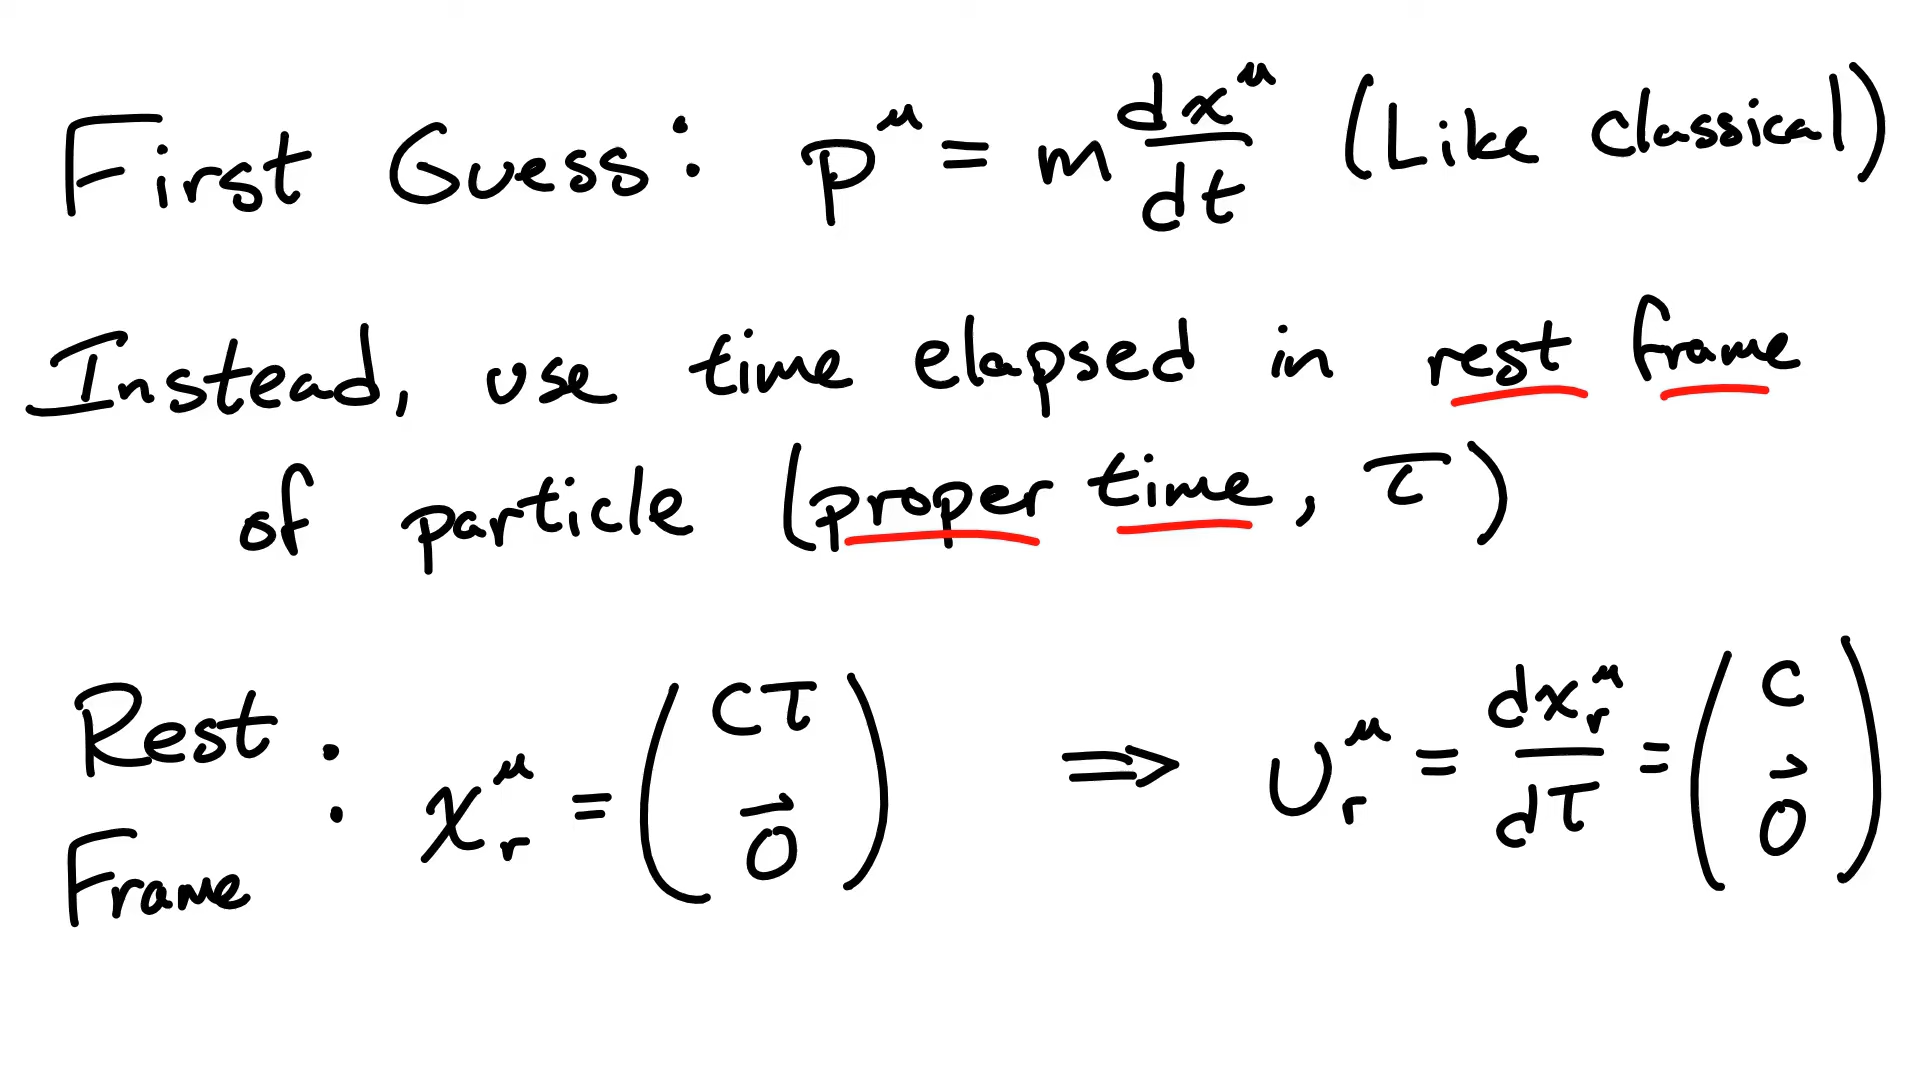 First Guess: p^μ = m dx^μ/dt (Like classical)
Instead, use time elapsed in rest frame
of particle (proper time, τ)
Rest Frame : x_r^μ = (cτ, 0⃗) ⇒ U_r^μ = dx_r^μ/dτ = (c, 0⃗)